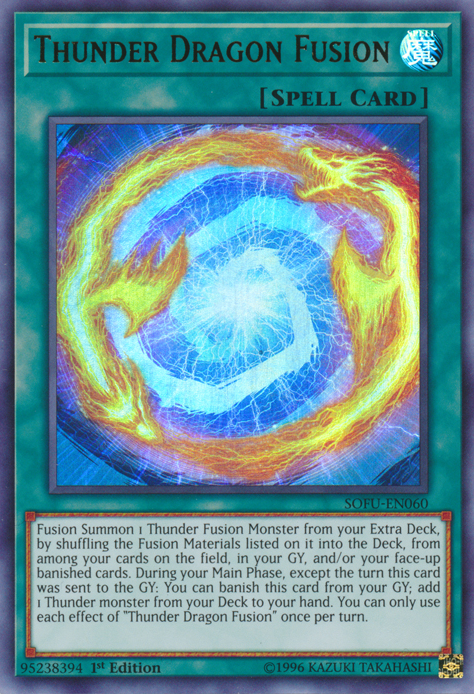 THUNDER DRAGON FUSION
SPELL
魔
[SPELL CARD]
SOFU-EN060
Fusion Summon 1 Thunder Fusion Monster from your Extra Deck,
by shuffling the Fusion Materials listed on it into the Deck, from
among your cards on the field, in your GY, and/or your face-up
banished cards. During your Main Phase, except the turn this card
was sent to the GY: You can banish this card from your GY; add
1 Thunder monster from your Deck to your hand. You can only use
each effect of "Thunder Dragon Fusion" once per turn.
95238394 1st Edition ©1996 KAZUKI TAKAHASHI